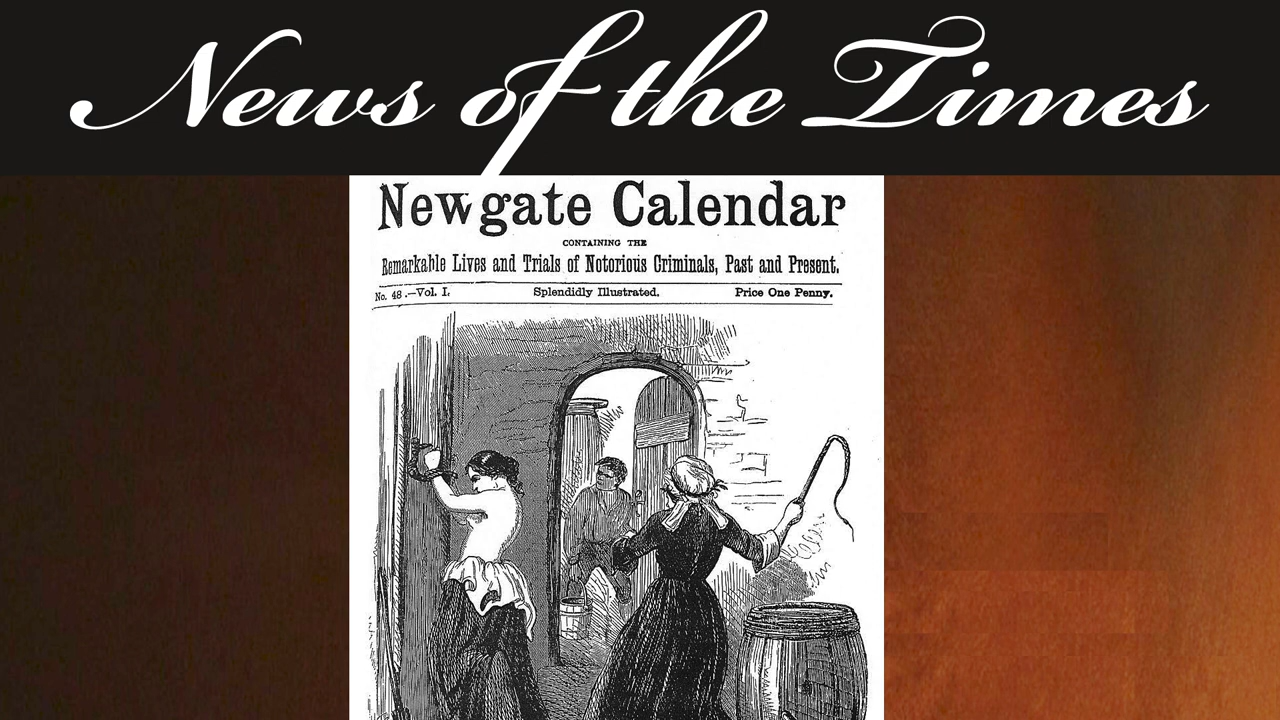 News of the Times
Newgate Calendar
CONTAINING THE
Remarkable Lives and Trials of Notorious Criminals, Past and Present.
No. 48.—Vol. I. Splendidly Illustrated. Price One Penny.